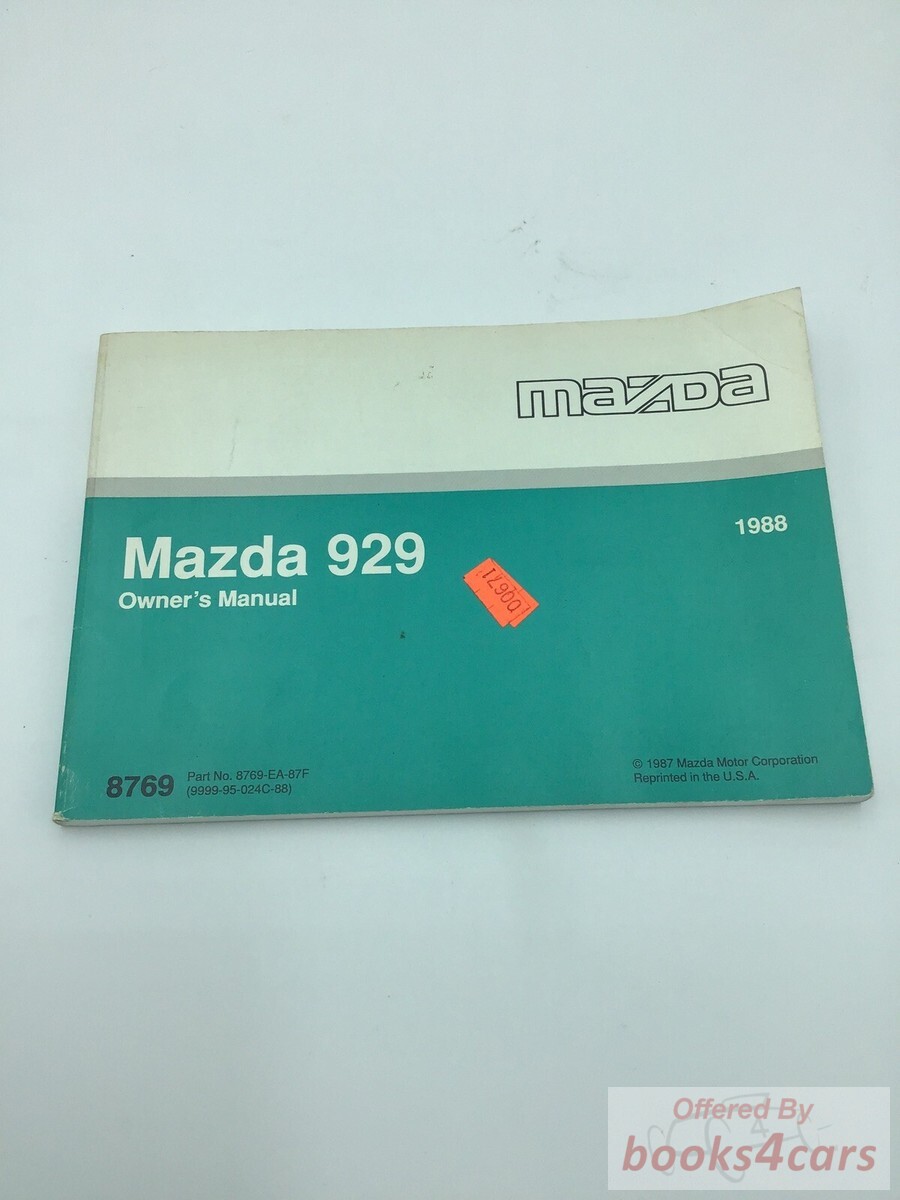 mazda
1988
Mazda 929
Owner's Manual
00671
8769
Part No. 8769-EA-87F
(9999-95-024C-88)
© 1987 Mazda Motor Corporation
Reprinted in the U.S.A.
Offered By
books4cars